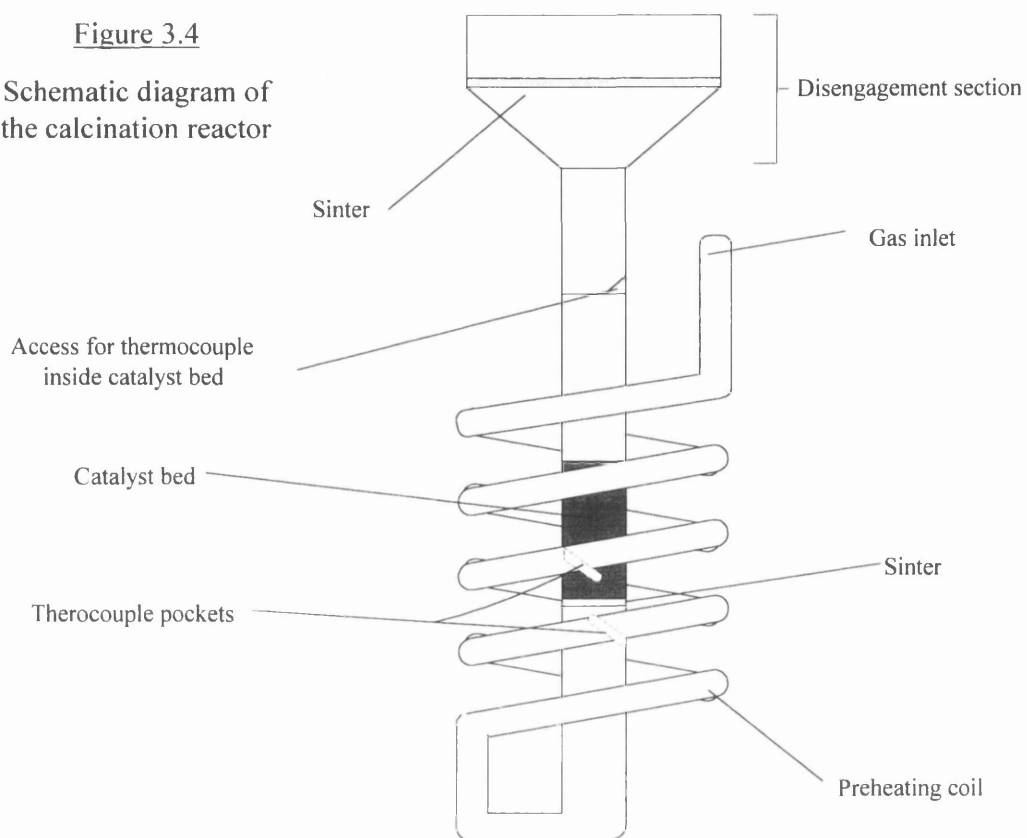 Figure 3.4
Schematic diagram of
the calcination reactor
Disengagement section
Sinter
Gas inlet
Access for thermocouple
inside catalyst bed
Catalyst bed
Sinter
Therocouple pockets
Preheating coil